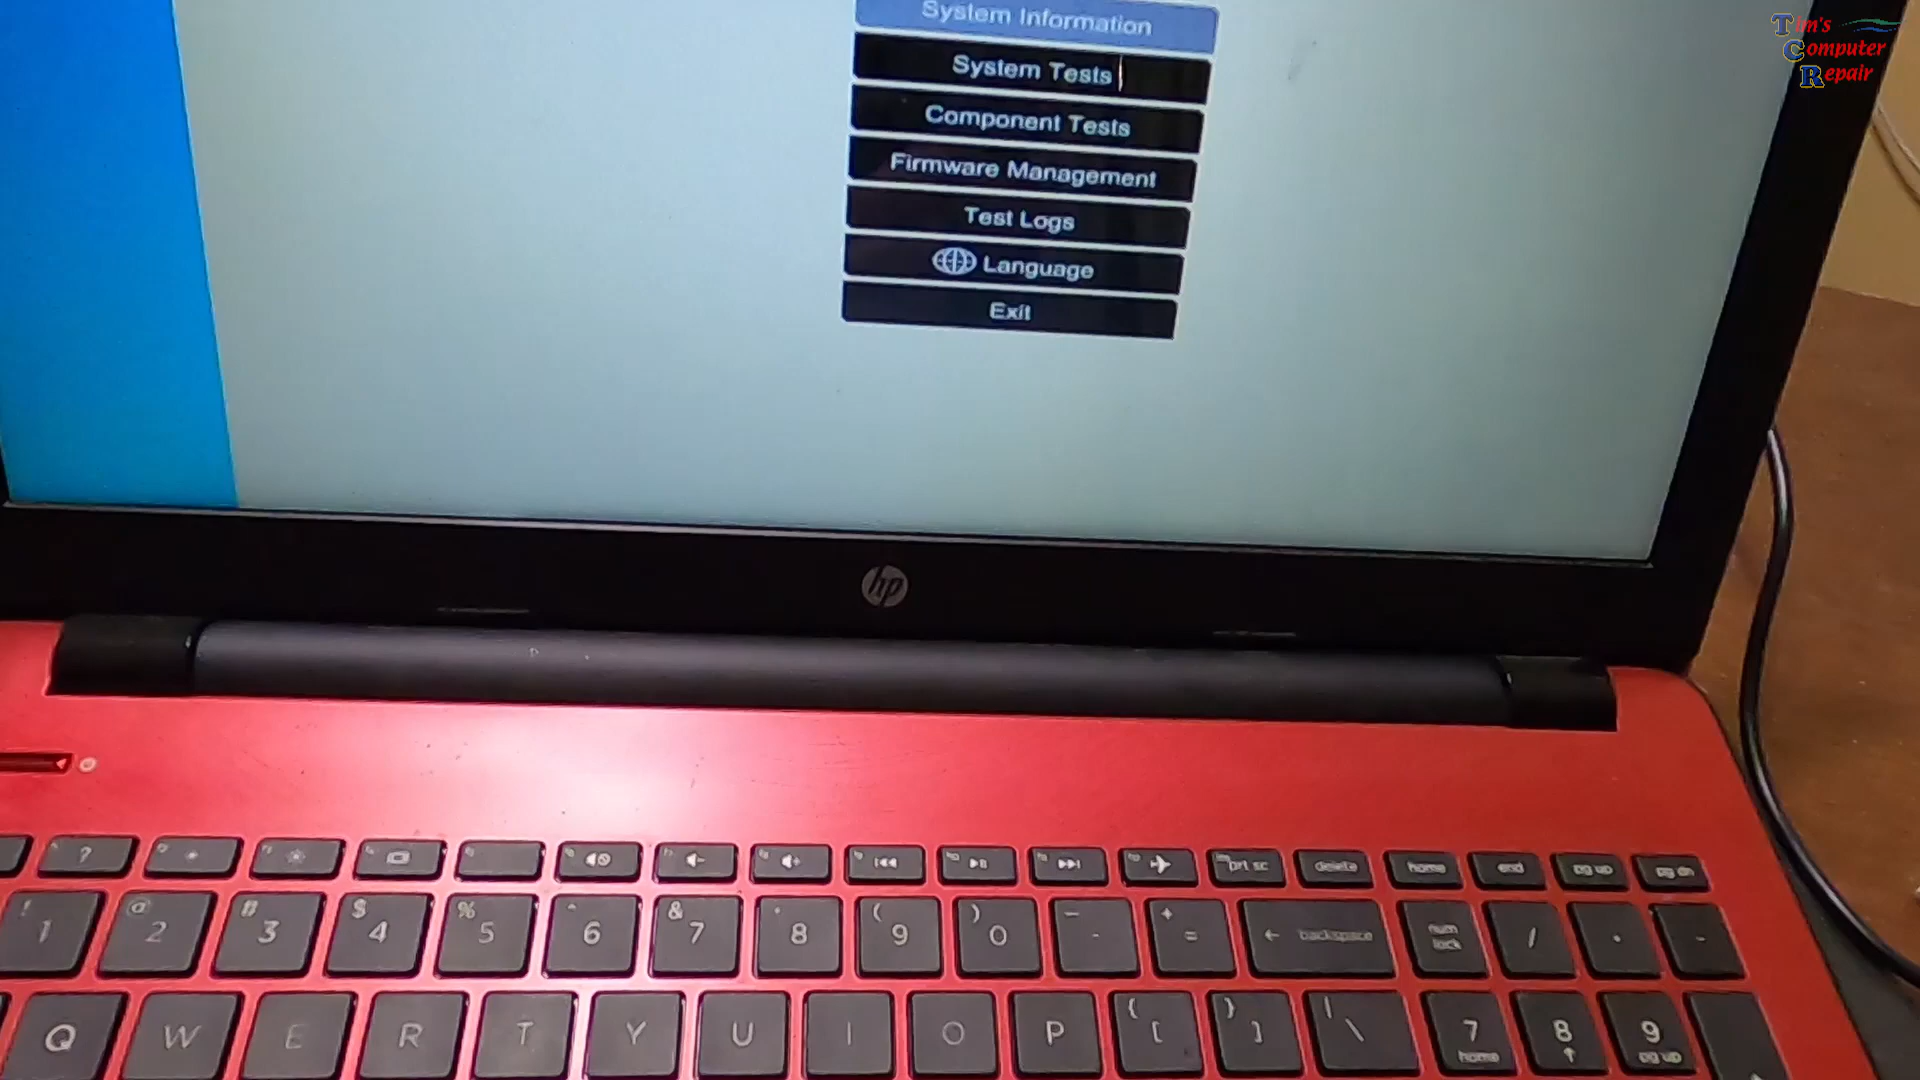 System Information
Tim's
Computer
Repair
System Tests
Component Tests
Firmware Management
Test Logs
Language
Exit
hp
?
prt sc
delete
home
end
pg up
pg dn
! 1
@ 2
# 3
$ 4
% 5
^ 6
& 7
8
( 9
) 0
- 
+ =
← backspace
num lock
/
-
Q
W
E
R
T
Y
U
I
O
P
{ [
} ]
| \
7 home
8 ↑
9 pg up